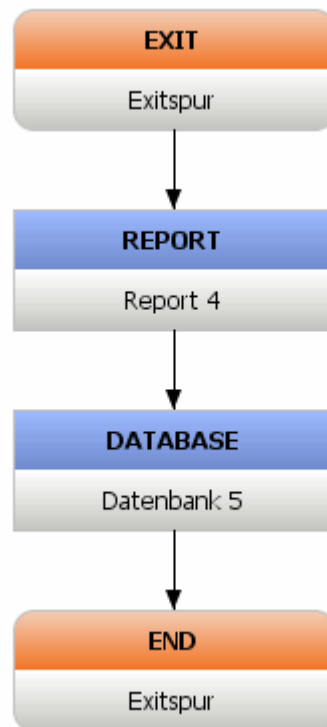 EXIT
Exitspur
REPORT
Report 4
DATABASE
Datenbank 5
END
Exitspur